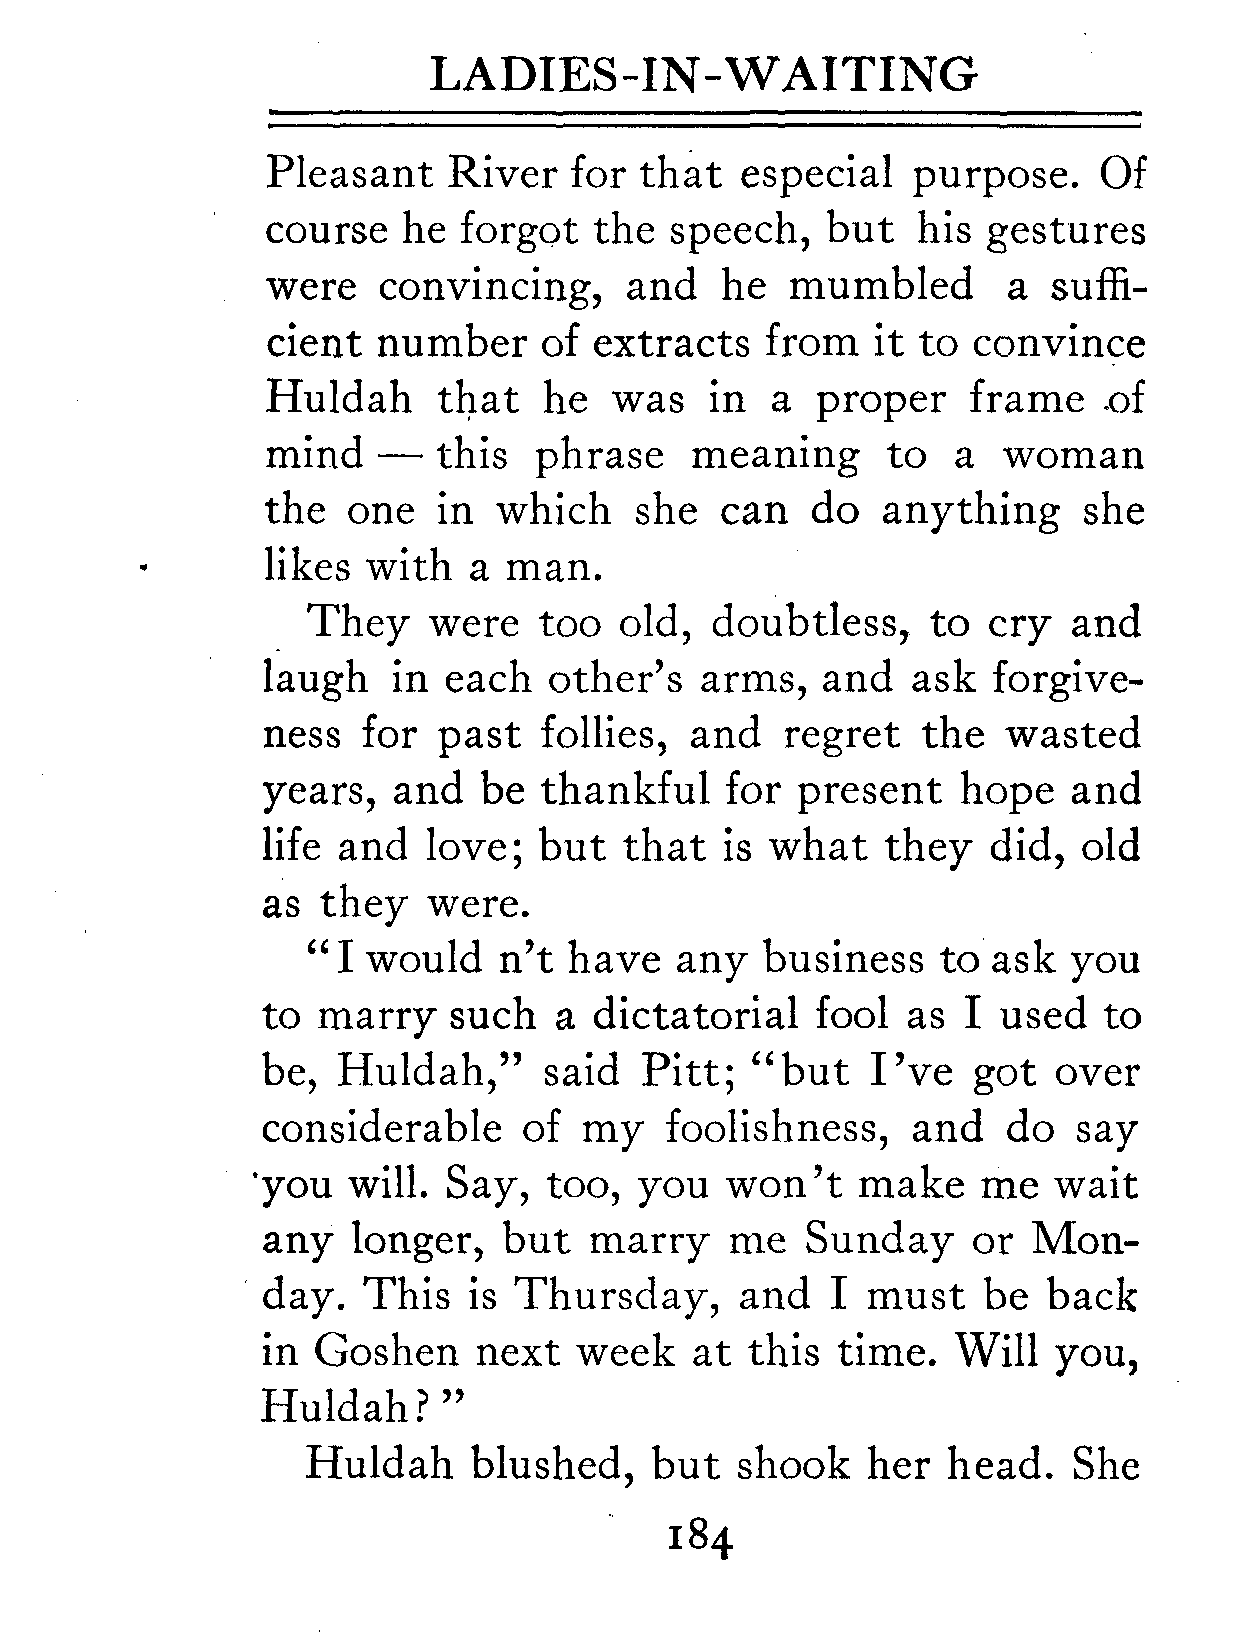 LADIES-IN-WAITING
Pleasant River for that especial purpose. Of
course he forgot the speech, but his gestures
were convincing, and he mumbled a suffi-
cient number of extracts from it to convince
Huldah that he was in a proper frame of
mind — this phrase meaning to a woman
the one in which she can do anything she
likes with a man.
They were too old, doubtless, to cry and
laugh in each other's arms, and ask forgive-
ness for past follies, and regret the wasted
years, and be thankful for present hope and
life and love; but that is what they did, old
as they were.
"I would n't have any business to ask you
to marry such a dictatorial fool as I used to
be, Huldah," said Pitt; "but I 've got over
considerable of my foolishness, and do say
you will. Say, too, you won't make me wait
any longer, but marry me Sunday or Mon-
day. This is Thursday, and I must be back
in Goshen next week at this time. Will you,
Huldah?"
Huldah blushed, but shook her head. She
184